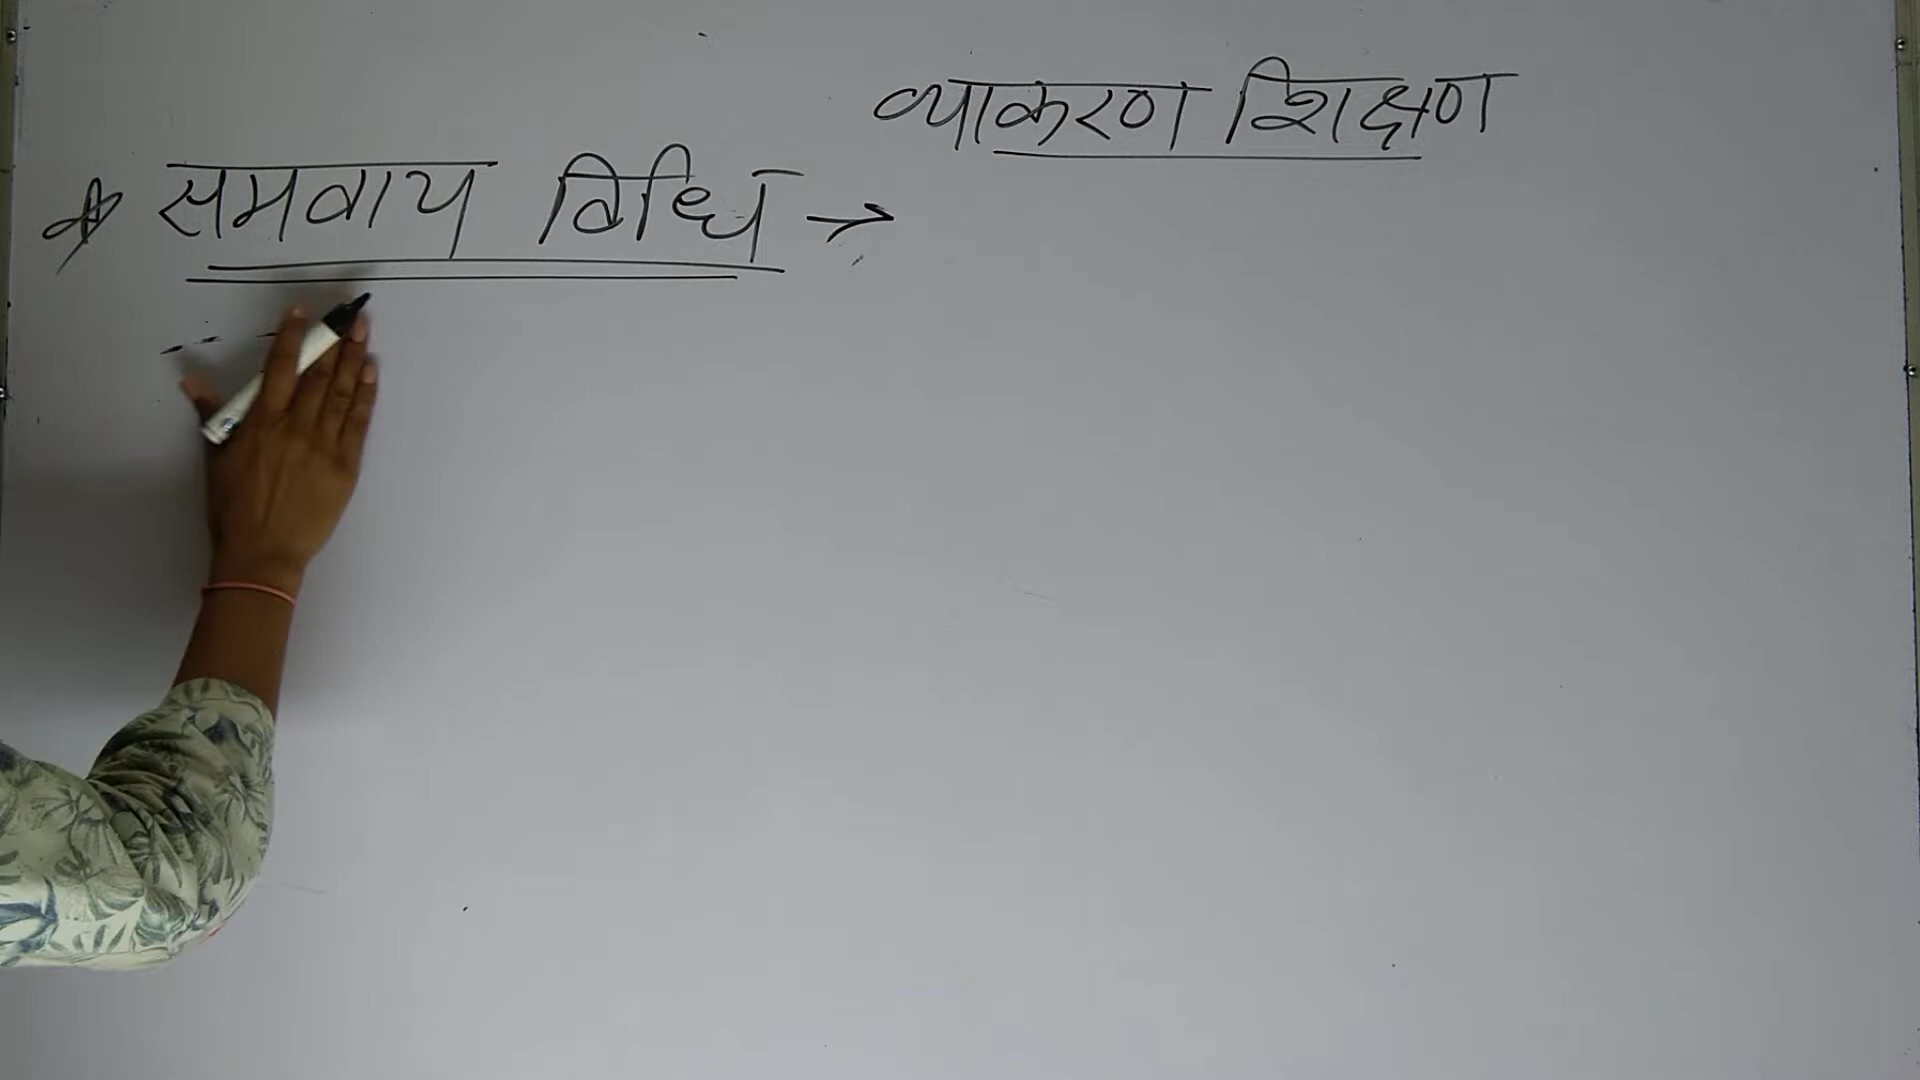 व्याकरण शिक्षण
* समवाय विधि →